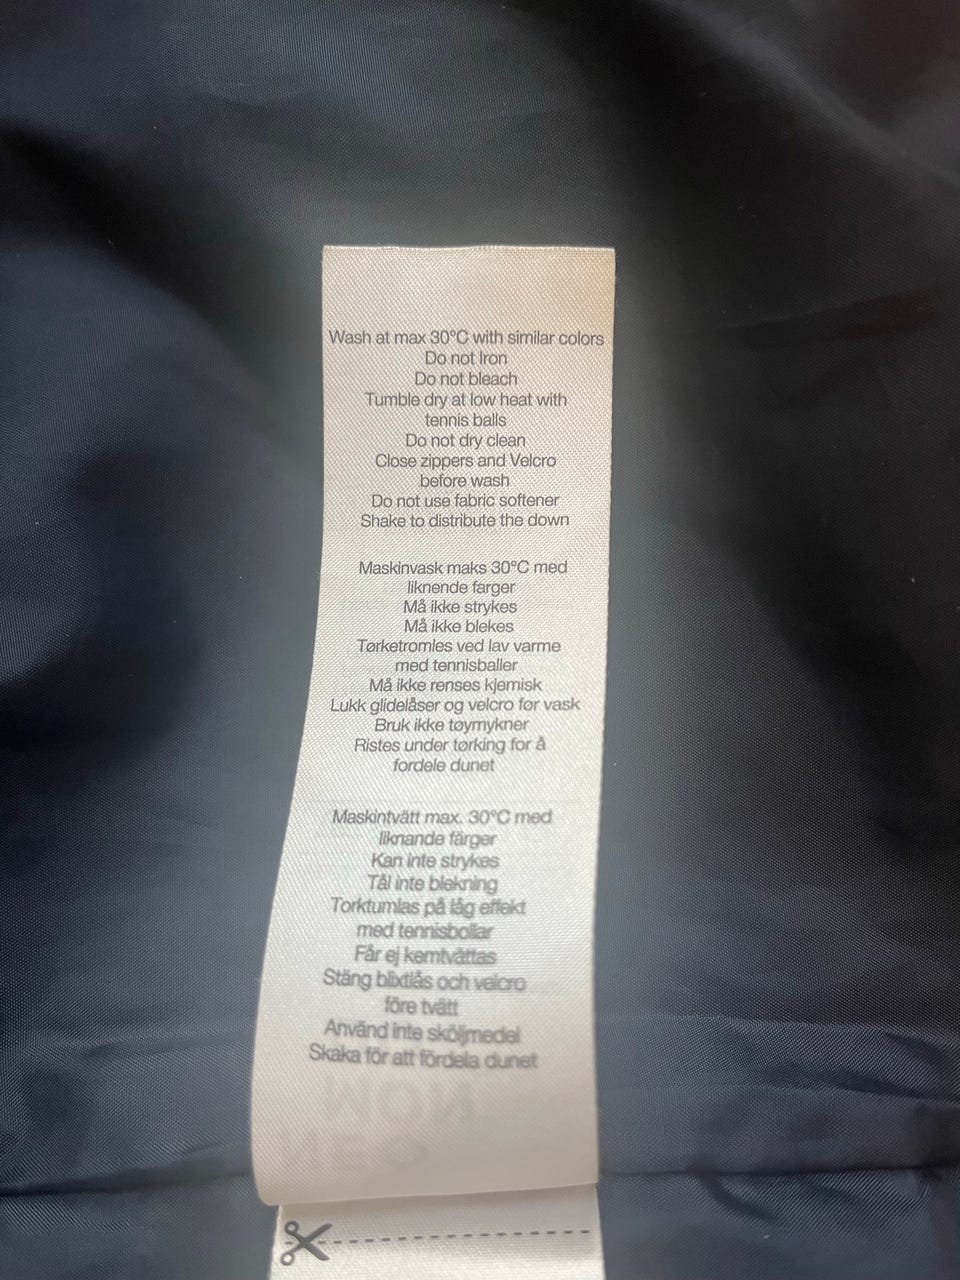 Wash at max 30°C with similar colors
Do not Iron
Do not bleach
Tumble dry at low heat with
tennis balls
Do not dry clean
Close zippers and Velcro
before wash
Do not use fabric softener
Shake to distribute the down
Maskinvask maks 30°C med
liknende farger
Må ikke strykes
Må ikke blekes
Tørketromles ved lav varme
med tennisballer
Må ikke renses kjemisk
Lukk glidelåser og velcro før vask
Bruk ikke tøymykner
Ristes under tørking for å
fordele dunet
Maskintvätt max. 30°C med
liknande färger
Kan inte strykes
Tål inte blekning
Torktumlas på låg effekt
med tennisbollar
Får ej kemtvättas
Stäng blixtlås och velcro
före tvätt
Använd inte sköljmedel
Skaka för att fördela dunet